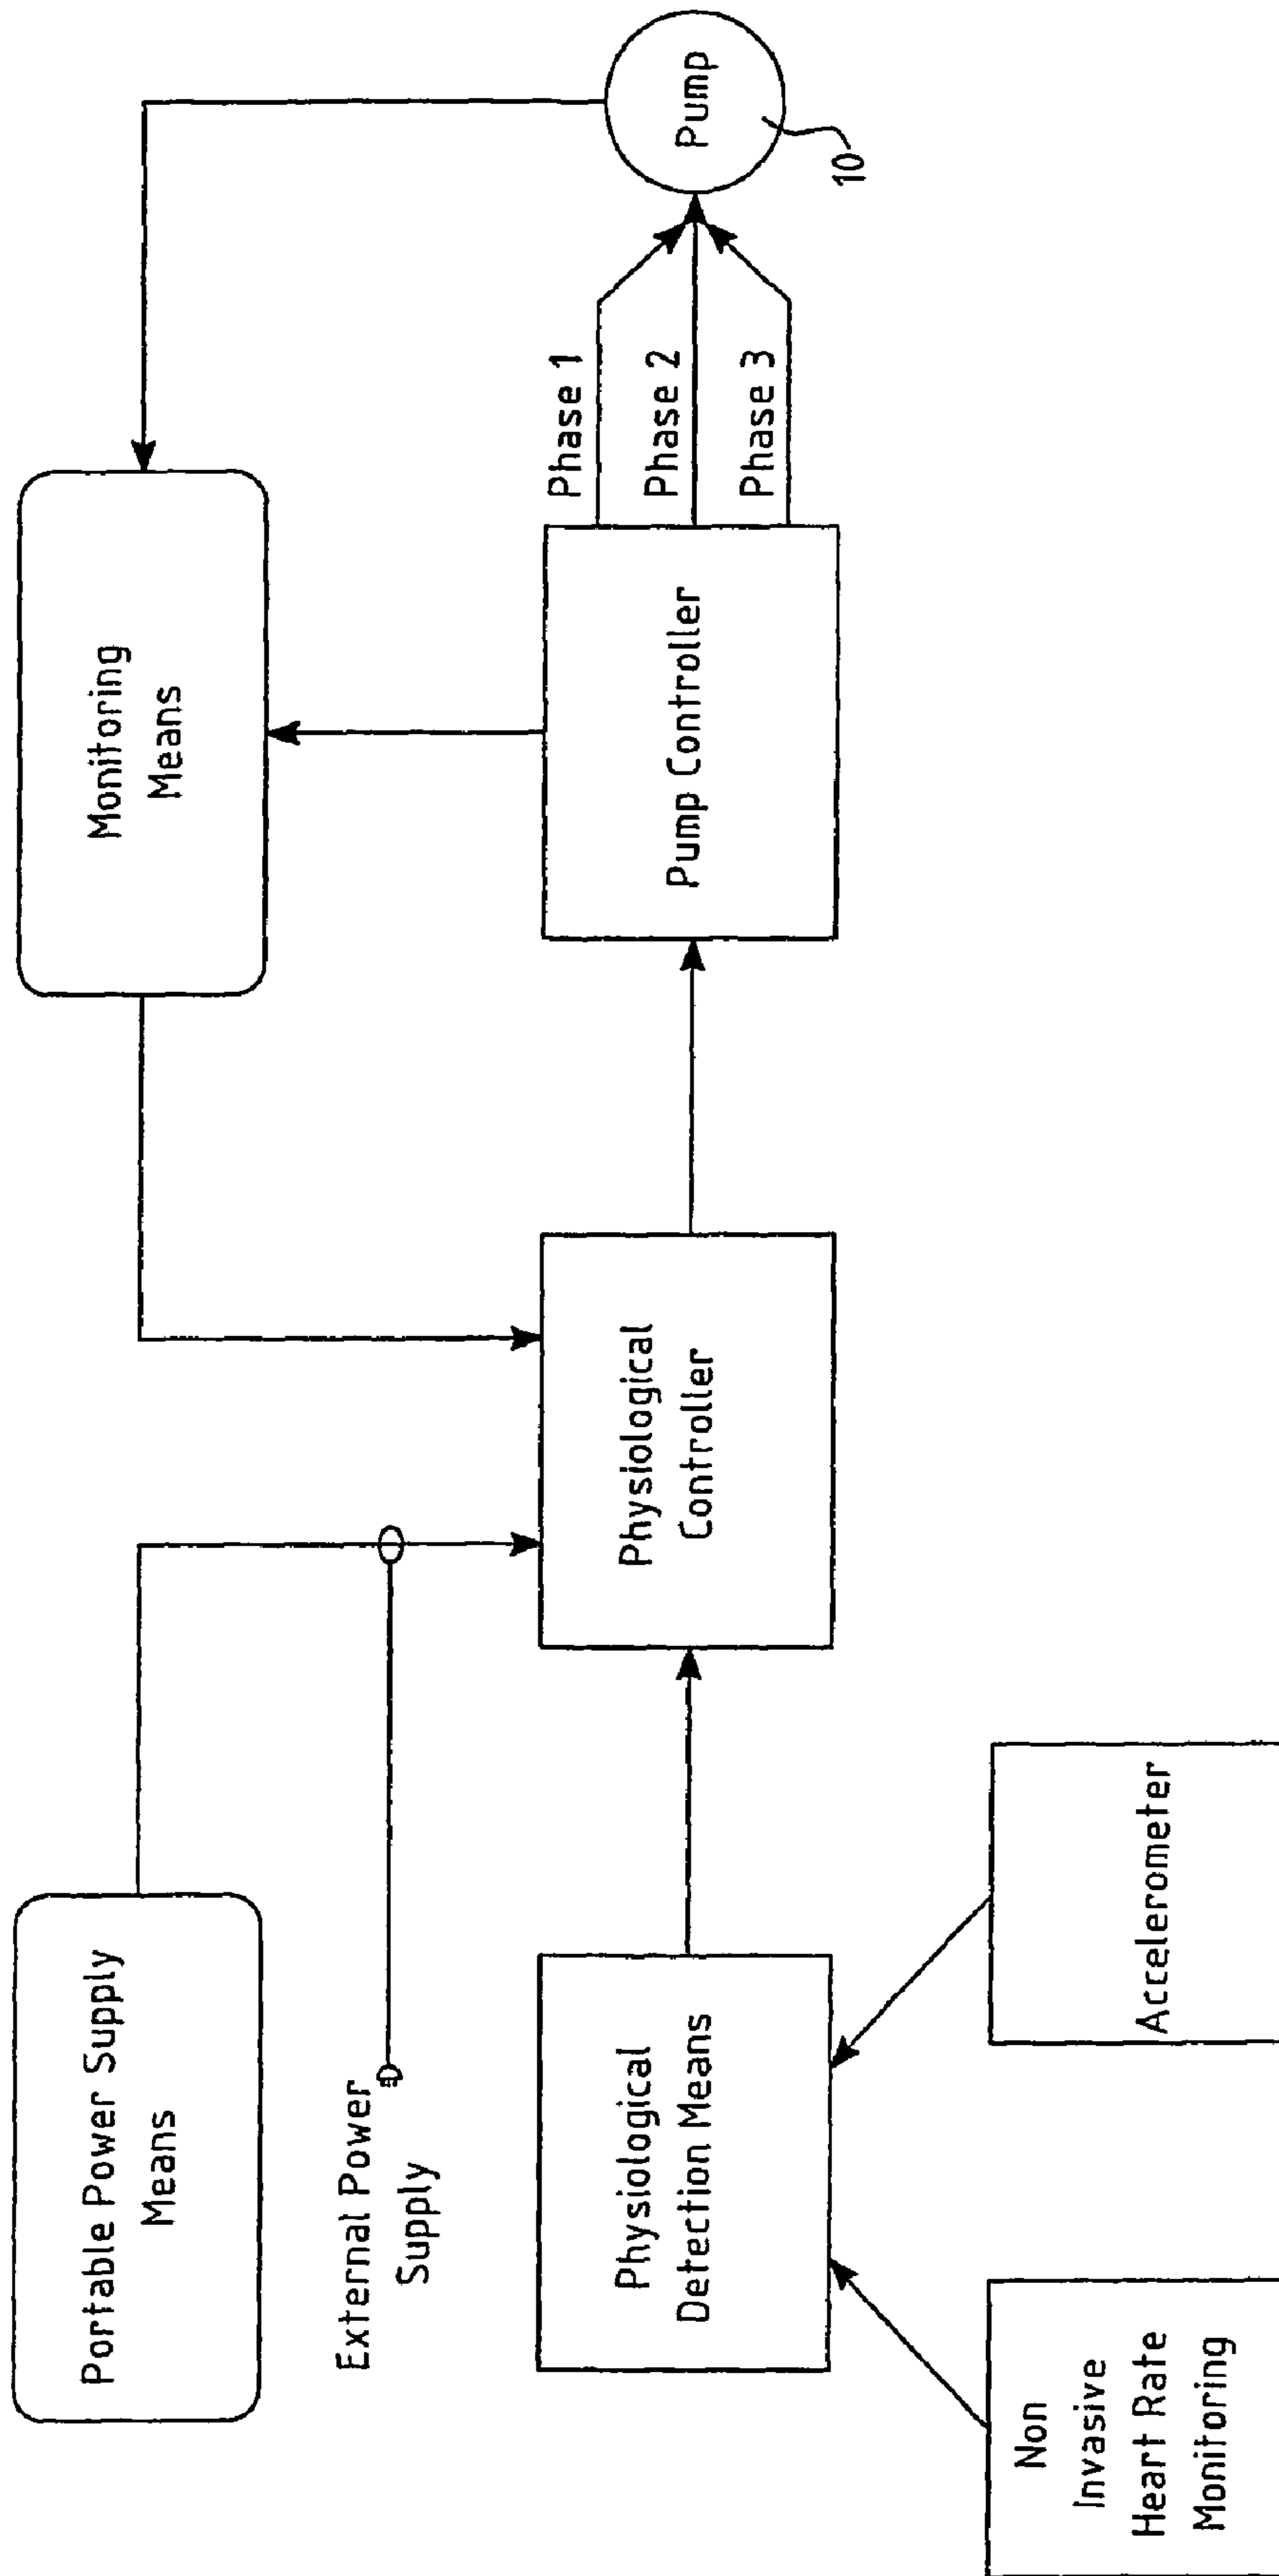 Portable Power Supply
Means
Monitoring
Means
External Power
Supply
Physiological
Detection Means
Physiological
Controller
Pump Controller
Phase 1
Phase 2
Phase 3
Pump
10
Non
Invasive
Heart Rate
Monitoring
Accelerometer